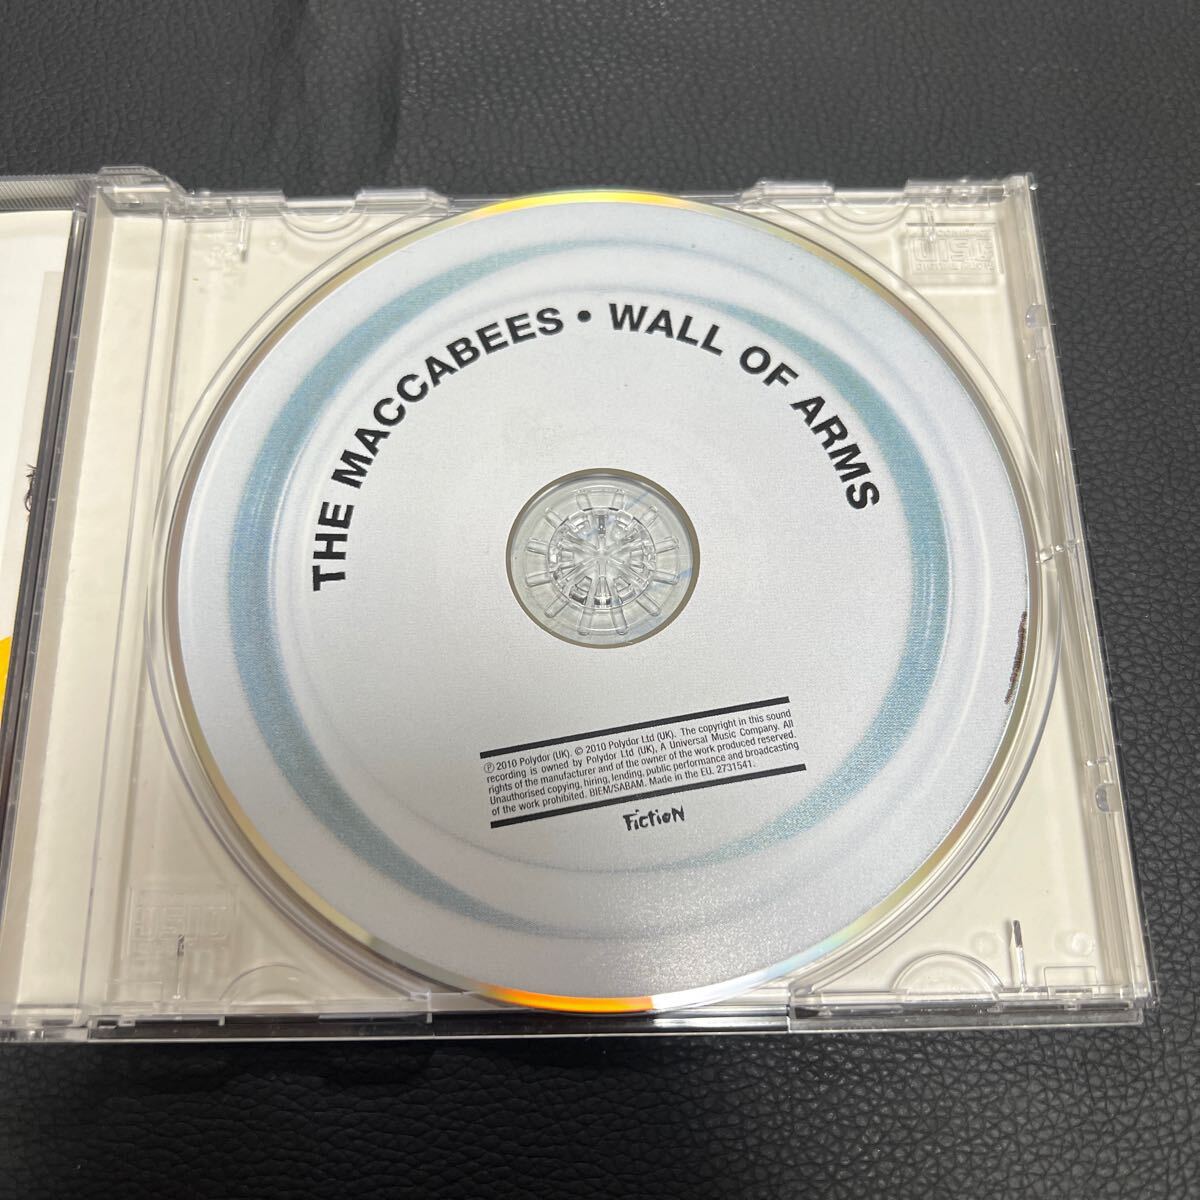 THE MACCABEES • WALL OF ARMS
℗ 2010 Polydor (UK). © 2010 Polydor Ltd (UK). The copyright in this sound
recording is owned by Polydor Ltd (UK), A Universal Music Company. All
rights of the manufacturer and of the owner of the work produced reserved.
Unauthorised copying, hiring, lending, public performance and broadcasting
of the work prohibited. BIEM/SABAM. Made in the EU. 2731541.
Fiction
DISC
DISC